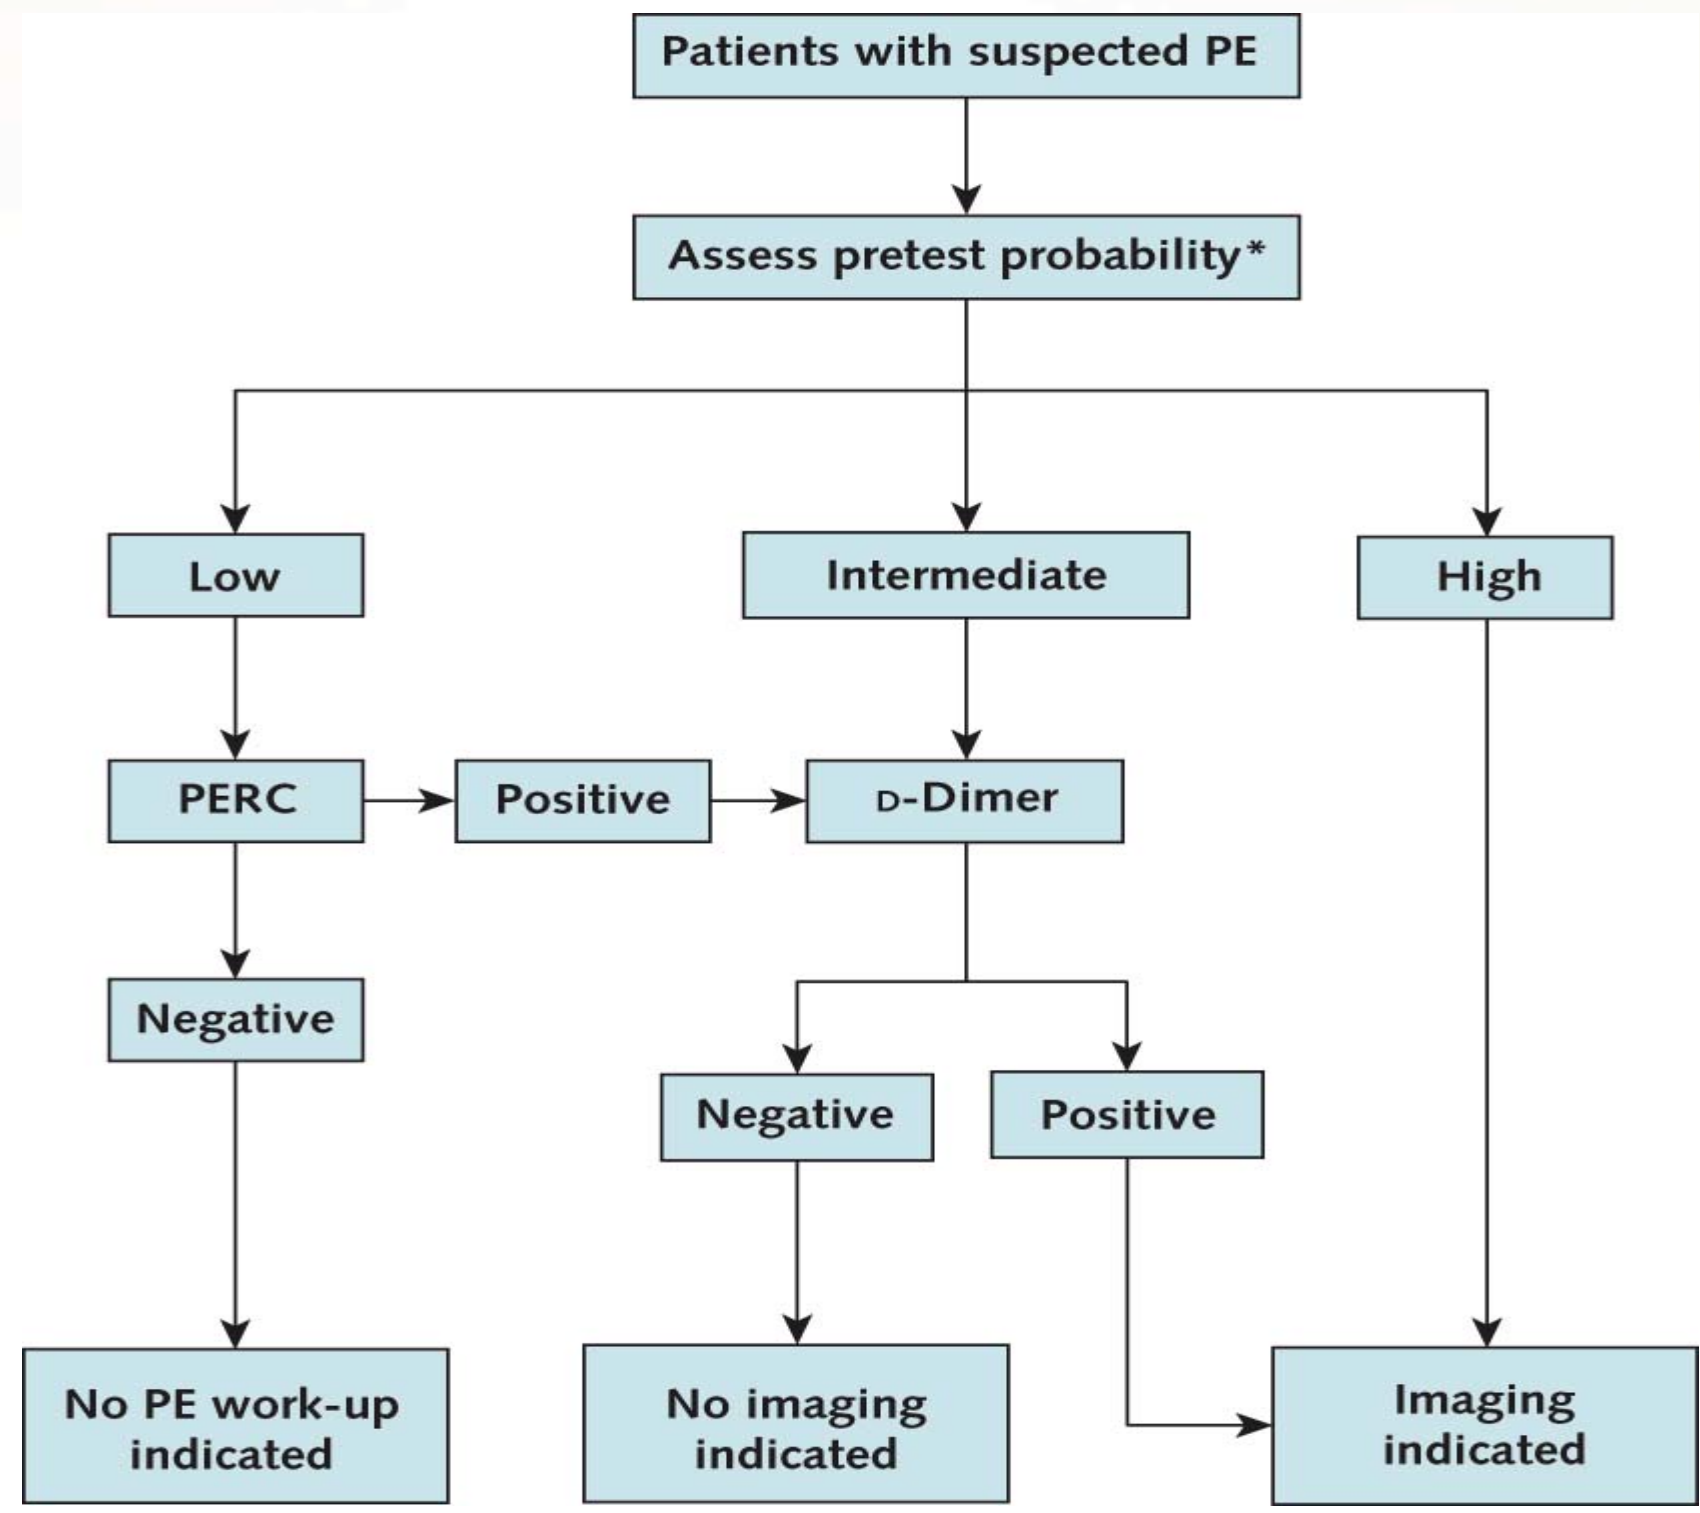 Patients with suspected PE
Assess pretest probability*
Low
Intermediate
High
PERC
Positive
D-Dimer
Negative
Negative
Positive
No PE work-up
indicated
No imaging
indicated
Imaging
indicated